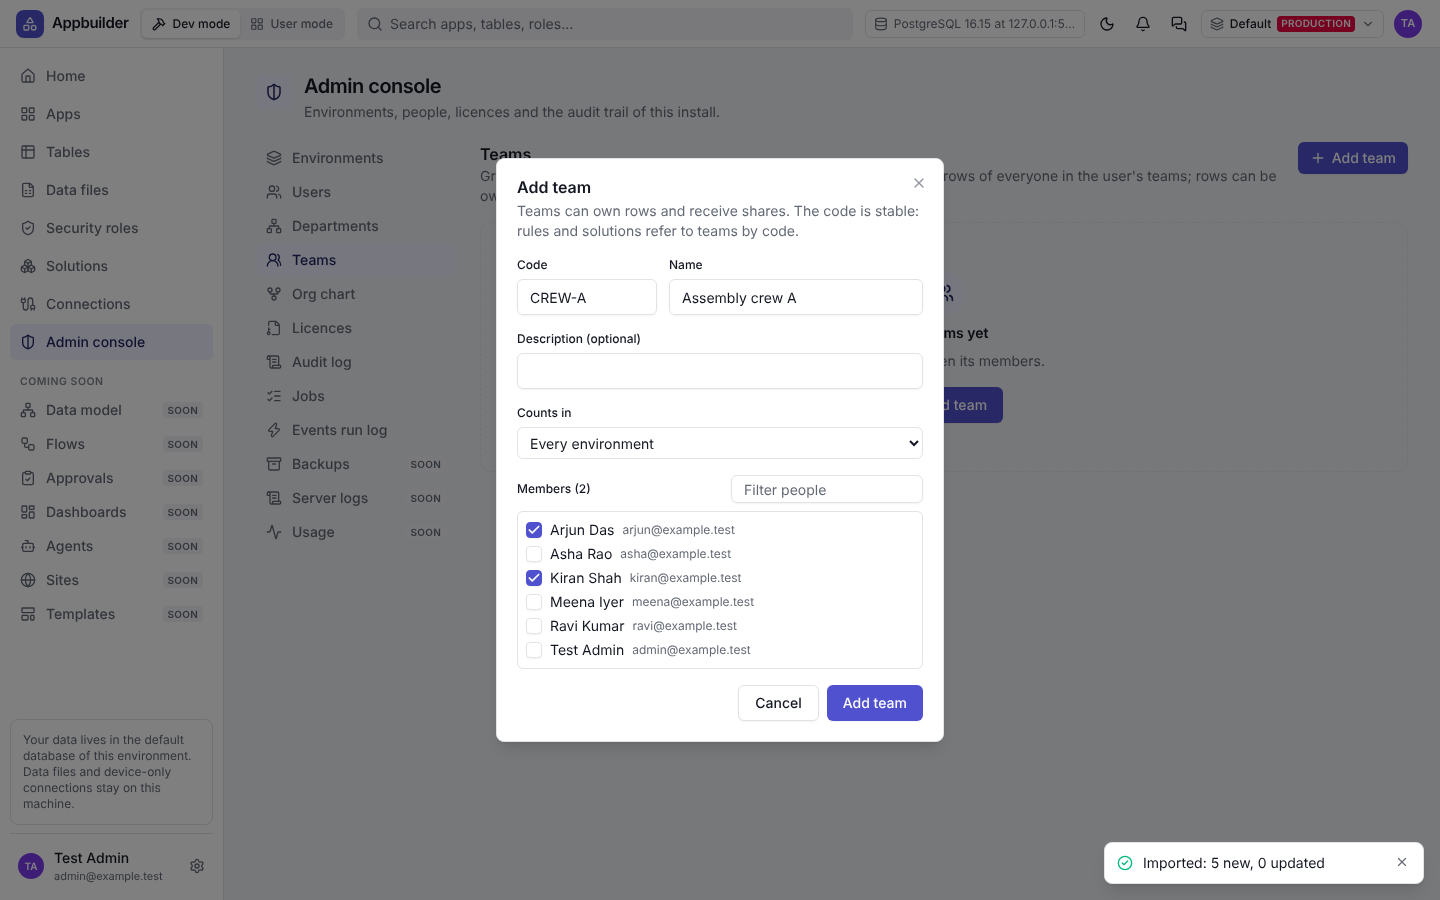 Appbuilder
Dev mode
User mode
Search apps, tables, roles...
PostgreSQL 16.15 at 127.0.0.1:5...
Default
PRODUCTION
TA
Home
Apps
Tables
Data files
Security roles
Solutions
Connections
Admin console
COMING SOON
Data model SOON
Flows SOON
Approvals SOON
Dashboards SOON
Agents SOON
Sites SOON
Templates SOON
Your data lives in the default
database of this environment.
Data files and device-only
connections stay on this
machine.
TA
Test Admin
admin@example.test
Admin console
Environments, people, licences and the audit trail of this install.
Environments
Users
Departments
Teams
Org chart
Licences
Audit log
Jobs
Events run log
Backups SOON
Server logs SOON
Usage SOON
Teams
rows of everyone in the user's teams; rows can be
Add team
Add team
Teams can own rows and receive shares. The code is stable:
rules and solutions refer to teams by code.
Code
Name
CREW-A
Assembly crew A
Description (optional)
Counts in
Every environment
Members (2)
Filter people
Arjun Das arjun@example.test
Asha Rao asha@example.test
Kiran Shah kiran@example.test
Meena Iyer meena@example.test
Ravi Kumar ravi@example.test
Test Admin admin@example.test
Cancel
Add team
yet
its members.
team
Imported: 5 new, 0 updated